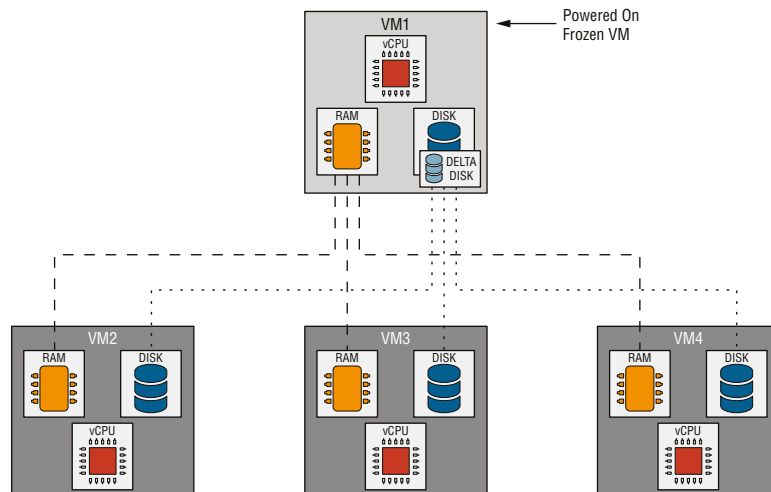 VM1
Powered On
Frozen VM
vCPU
RAM
DISK
DELTA
DISK
VM2
VM3
VM4
RAM
DISK
RAM
DISK
RAM
DISK
vCPU
vCPU
vCPU